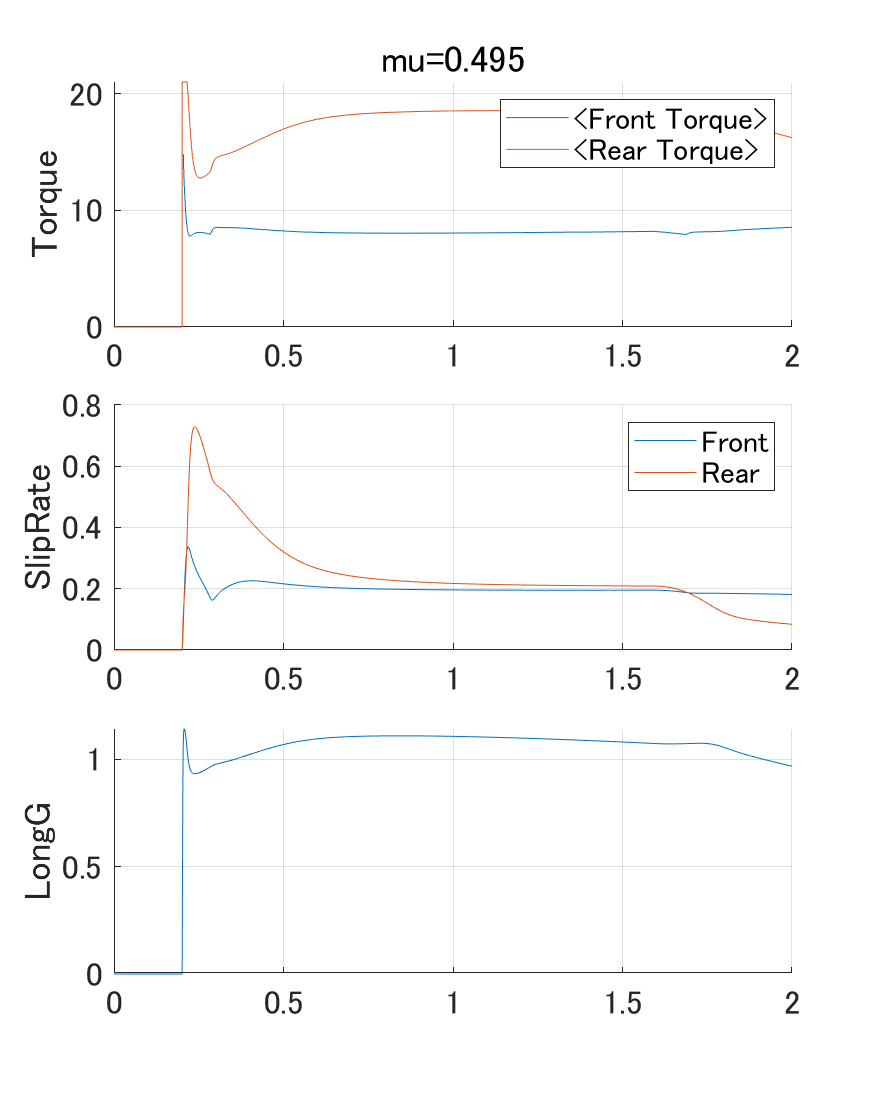 mu=0.495
Torque
20
10
0
<Front Torque>
<Rear Torque>
0 0.5 1 1.5 2
SlipRate
0.8
0.6
0.4
0.2
0
Front
Rear
0 0.5 1 1.5 2
LongG
1
0.5
0
0 0.5 1 1.5 2